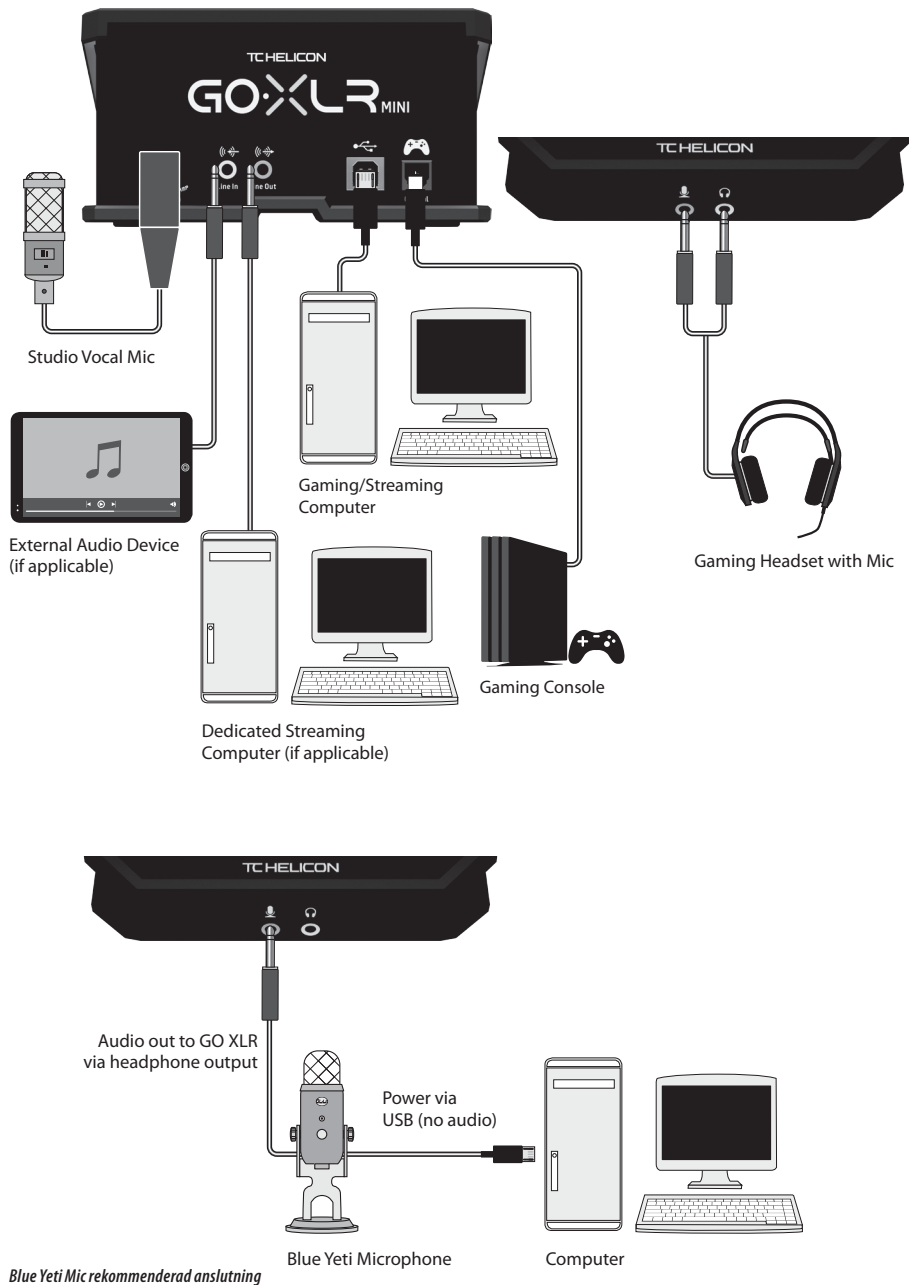 TC HELICON
GO·XLR MINI
Line In
Line Out
TC HELICON
Studio Vocal Mic
Gaming/Streaming
Computer
External Audio Device
(if applicable)
Gaming Headset with Mic
Gaming Console
Dedicated Streaming
Computer (if applicable)
TC HELICON
Audio out to GO XLR
via headphone output
Power via
USB (no audio)
Blue Yeti Microphone
Computer
Blue Yeti Mic rekommenderad anslutning